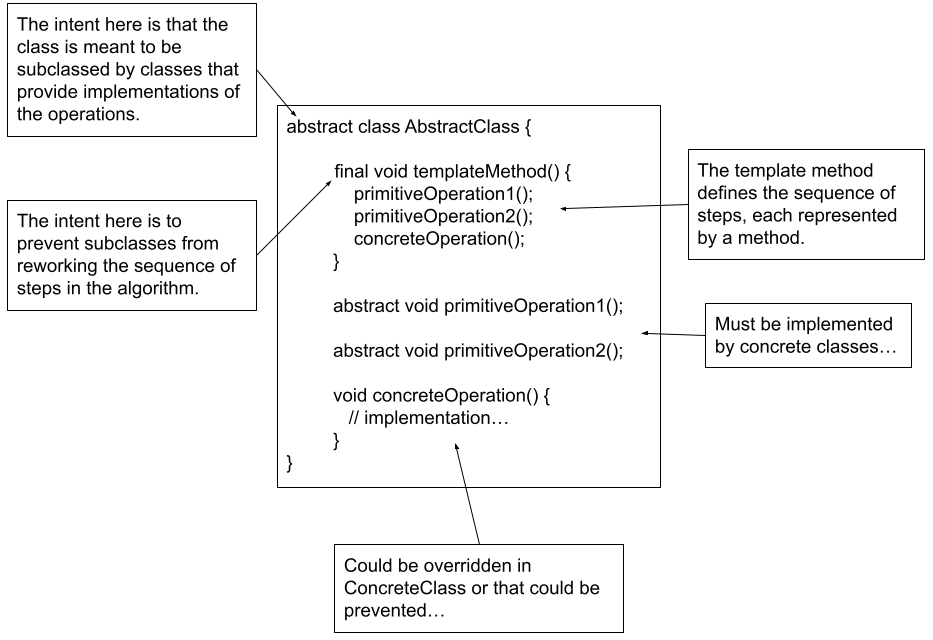 The intent here is that the
class is meant to be
subclassed by classes that
provide implementations of
the operations.
The intent here is to
prevent subclasses from
reworking the sequence of
steps in the algorithm.
abstract class AbstractClass {
final void templateMethod() {
primitiveOperation1();
primitiveOperation2();
concreteOperation();
}
abstract void primitiveOperation1();
abstract void primitiveOperation2();
void concreteOperation() {
// implementation…
}
}
The template method
defines the sequence of
steps, each represented
by a method.
Must be implemented
by concrete classes…
Could be overridden in
ConcreteClass or that could be
prevented…